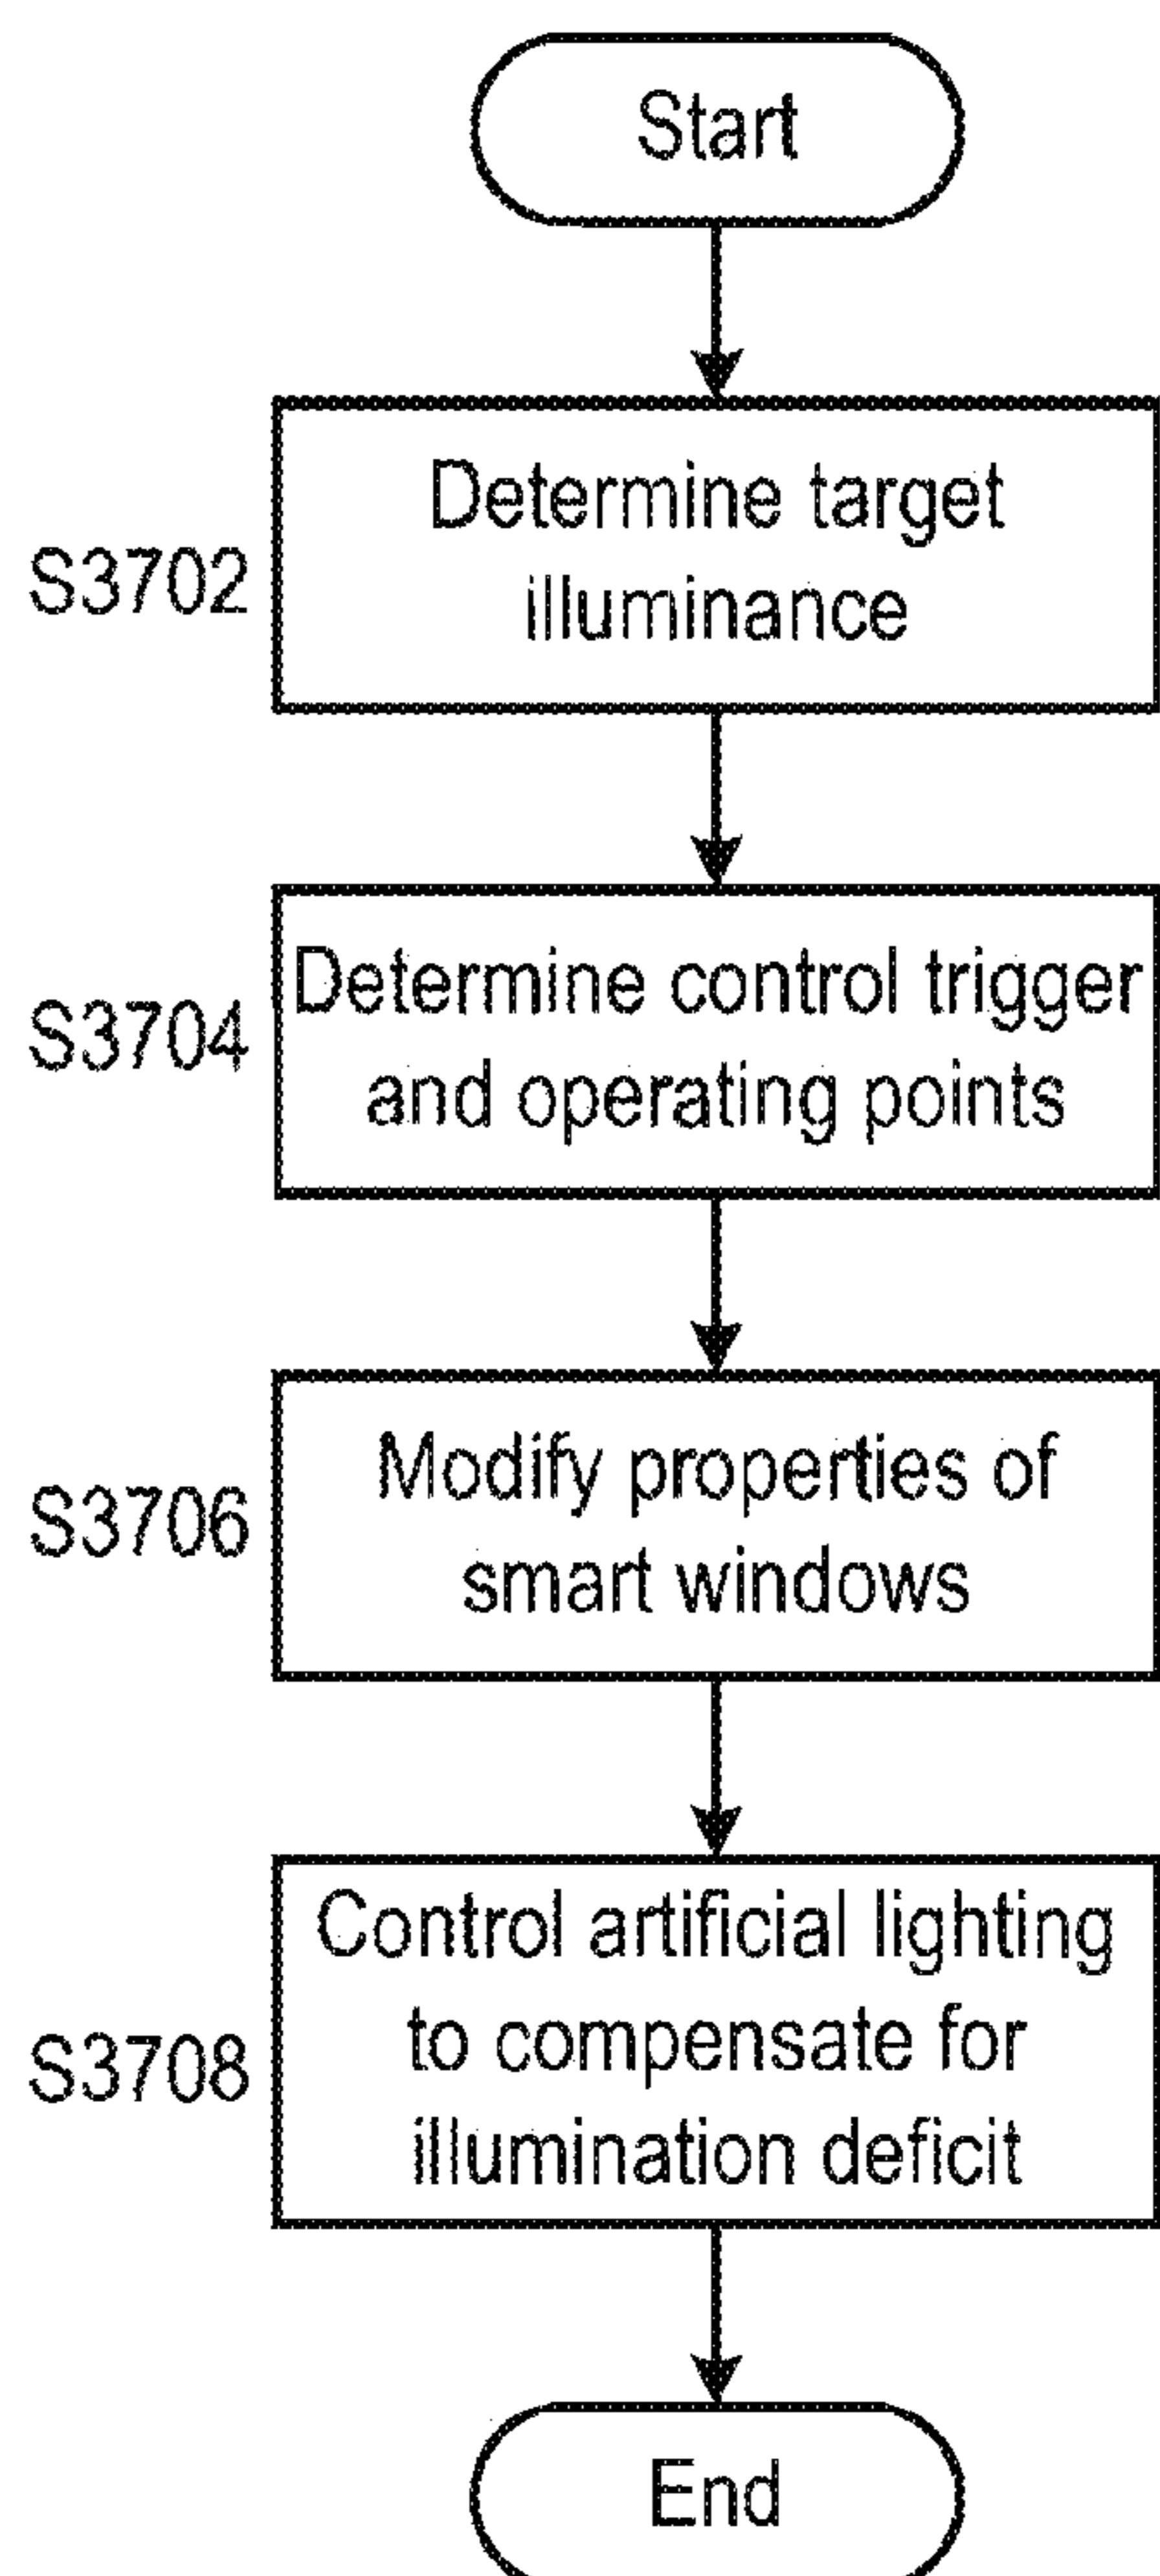 Start
S3702
Determine target
illuminance
S3704
Determine control trigger
and operating points
S3706
Modify properties of
smart windows
S3708
Control artificial lighting
to compensate for
illumination deficit
End